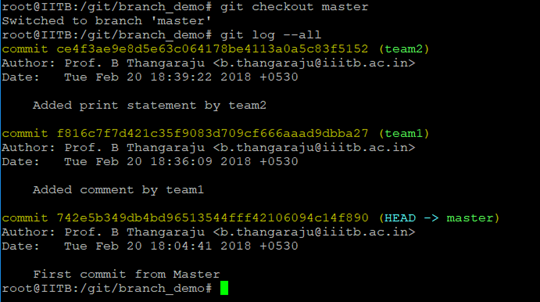 root@IITB:/git/branch_demo# git checkout master
Switched to branch 'master'
root@IITB:/git/branch_demo# git log --all
commit ce4f3ae9e8d5e63c064178be4113a0a5c83f5152 (team2)
Author: Prof. B Thangaraju <b.thangaraju@iiitb.ac.in>
Date:   Tue Feb 20 18:39:22 2018 +0530
    Added print statement by team2
commit f816c7f7d421c35f9083d709cf666aaad9dbba27 (team1)
Author: Prof. B Thangaraju <b.thangaraju@iiitb.ac.in>
Date:   Tue Feb 20 18:36:09 2018 +0530
    Added comment by team1
commit 742e5b349db4bd96513544fff42106094c14f890 (HEAD -> master)
Author: Prof. B Thangaraju <b.thangaraju@iiitb.ac.in>
Date:   Tue Feb 20 18:04:41 2018 +0530
    First commit from Master
root@IITB:/git/branch_demo#